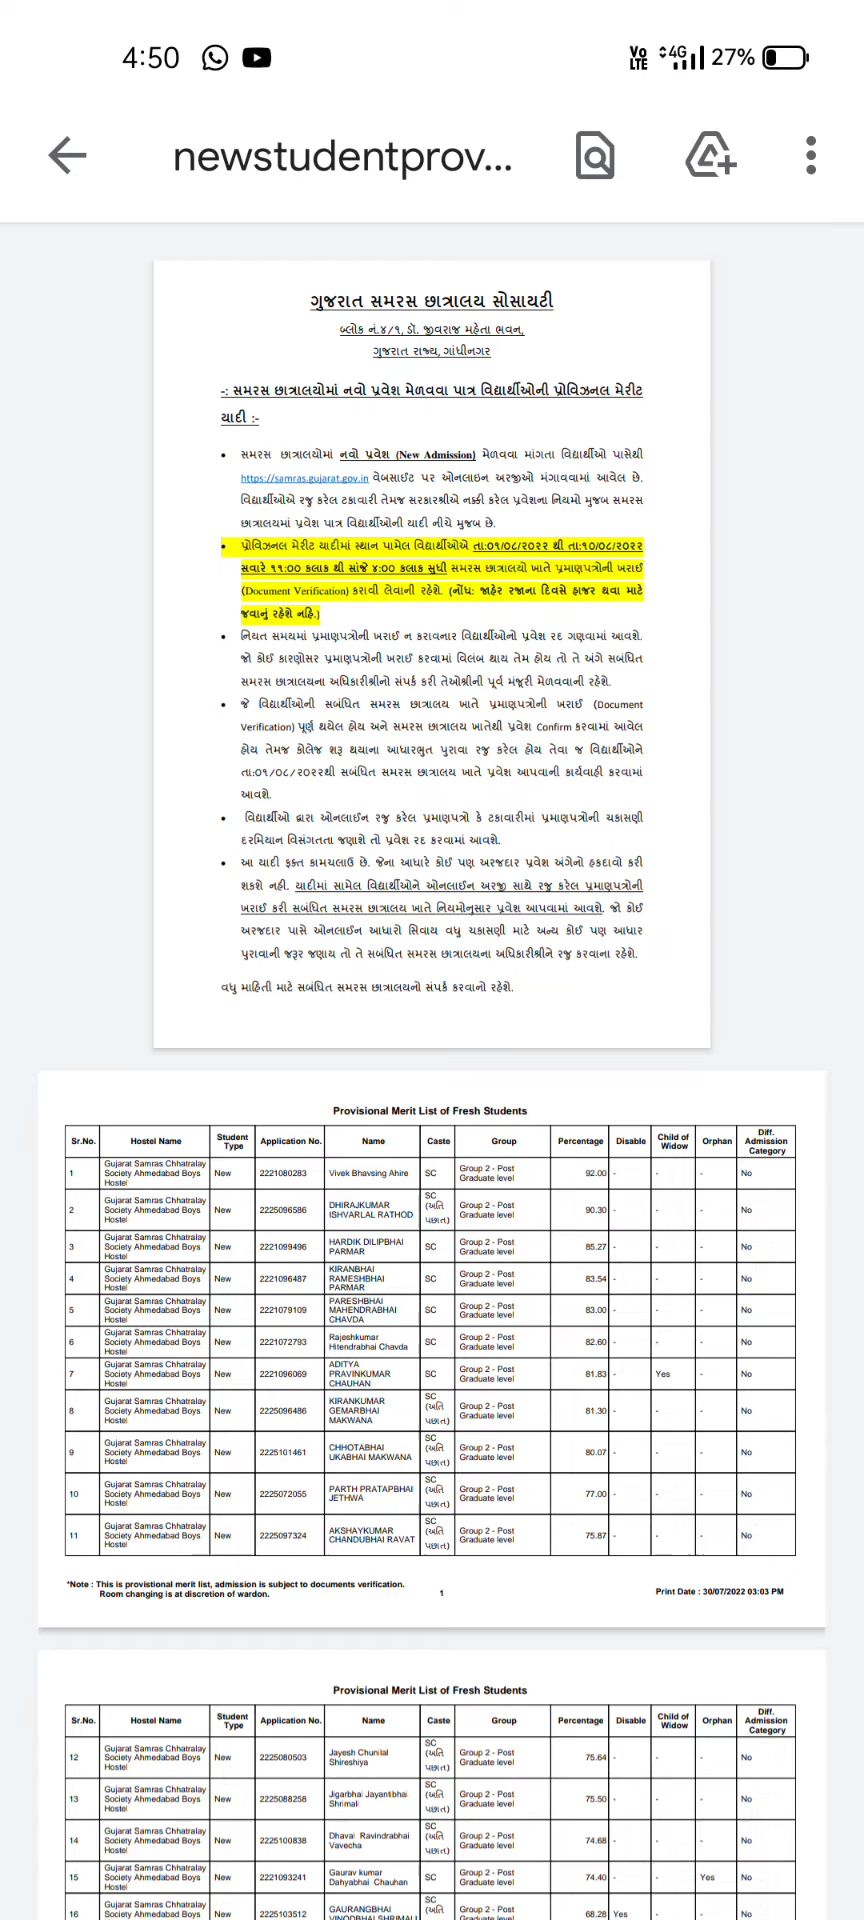 4:50
Vo LTE 4G 27%
newstudentprov...
ગુજરાત સમરસ છાત્રાલય સોસાયટી
બ્લોક નં.૪/૧, ડૉ. જીવરાજ મહેતા ભવન,
ગુજરાત રાજ્ય, ગાંધીનગર
-: સમરસ છાત્રાલયોમાં નવો પ્રવેશ મેળવવા પાત્ર વિદ્યાર્થીઓની પ્રોવિઝનલ મેરીટ
યાદી :-
• સમરસ છાત્રાલયોમાં નવો પ્રવેશ (New Admission) મેળવવા માંગતા વિદ્યાર્થીઓ પાસેથી
https://samras.gujarat.gov.in વેબસાઈટ પર ઓનલાઇન અરજીઓ મંગાવવામાં આવેલ છે.
વિદ્યાર્થીઓએ રજુ કરેલ ટકાવારી તેમજ સરકારશ્રીએ નક્કી કરેલ પ્રવેશના નિયમો મુજબ સમરસ
છાત્રાલયમાં પ્રવેશ પાત્ર વિદ્યાર્થીઓની યાદી નીચે મુજબ છે.
• પ્રોવિઝનલ મેરીટ યાદીમાં સ્થાન પામેલ વિદ્યાર્થીઓએ તા:૦૧/૦૮/૨૦૨૨ થી તા:૧૦/૦૮/૨૦૨૨
સવારે ૧૧:૦૦ કલાક થી સાંજે ૪:૦૦ કલાક સુધી સમરસ છાત્રાલયો ખાતે પ્રમાણપત્રોની ખરાઈ
(Document Verification) કરાવી લેવાની રહેશે. (નોંધ: જાહેર રજાના દિવસે હાજર થવા માટે
જવાનું રહેશે નહિ.)
• નિયત સમયમાં પ્રમાણપત્રોની ખરાઈ ન કરાવનાર વિદ્યાર્થીઓનો પ્રવેશ રદ ગણવામાં આવશે.
જો કોઈ કારણોસર પ્રમાણપત્રોની ખરાઈ કરવામાં વિલંબ થાય તેમ હોય તો તે અંગે સબંધિત
સમરસ છાત્રાલયના અધિકારીશ્રીનો સંપર્ક કરી તેઓશ્રીની પૂર્વ મંજૂરી મેળવવાની રહેશે.
• જે વિદ્યાર્થીઓની સબંધિત સમરસ છાત્રાલય ખાતે પ્રમાણપત્રોની ખરાઈ (Document
Verification) પૂર્ણ થયેલ હોય અને સમરસ છાત્રાલય ખાતેથી પ્રવેશ Confirm કરવામાં આવેલ
હોય તેમજ કોલેજ શરૂ થયાના આધારભુત પુરાવા રજુ કરેલ હોય તેવા જ વિદ્યાર્થીઓને
તા:૦૧/૦૮/૨૦૨૨થી સબંધિત સમરસ છાત્રાલય ખાતે પ્રવેશ આપવાની કાર્યવાહી કરવામાં
આવશે.
• વિદ્યાર્થીઓ દ્વારા ઓનલાઈન રજુ કરેલ પ્રમાણપત્રો કે ટકાવારીમાં પ્રમાણપત્રોની ચકાસણી
દરમિયાન વિસંગતતા જણાશે તો પ્રવેશ રદ કરવામાં આવશે.
• આ યાદી ફક્ત કામચલાઉ છે. જેના આધારે કોઈ પણ અરજદાર પ્રવેશ અંગેનો હકદાવો કરી
શકશે નહી. યાદીમાં સામેલ વિદ્યાર્થીઓને ઓનલાઈન અરજી સાથે રજુ કરેલ પ્રમાણપત્રોની
ખરાઈ કરી સબંધિત સમરસ છાત્રાલય ખાતે નિયમોનુસાર પ્રવેશ આપવામાં આવશે. જો કોઈ
અરજદાર પાસે ઓનલાઈન આધારો સિવાય વધુ ચકાસણી માટે અન્ય કોઈ પણ આધાર
પુરાવાની જરૂર જણાય તો તે સબંધિત સમરસ છાત્રાલયના અધિકારીશ્રીને રજુ કરવાના રહેશે.
વધુ માહિતી માટે સબંધિત સમરસ છાત્રાલયનો સંપર્ક કરવાનો રહેશે.
Provisional Merit List of Fresh Students
Sr.No. Hostel Name Student Type Application No. Name Caste Group Percentage Disable Child of Widow Orphan Diff. Admission Category
1 Gujarat Samras Chhatralay Society Ahmedabad Boys Hostel New 2221080283 Vivek Bhavsing Ahire SC Group 2 - Post Graduate level 92.00 - - - No
2 Gujarat Samras Chhatralay Society Ahmedabad Boys Hostel New 2225096586 DHIRAJKUMAR ISHVARLAL RATHOD SC (અતિ પછાત) Group 2 - Post Graduate level 90.30 - - - No
3 Gujarat Samras Chhatralay Society Ahmedabad Boys Hostel New 2221099496 HARDIK DILIPBHAI PARMAR SC Group 2 - Post Graduate level 85.27 - - - No
4 Gujarat Samras Chhatralay Society Ahmedabad Boys Hostel New 2221096487 KIRANBHAI RAMESHBHAI PARMAR SC Group 2 - Post Graduate level 83.54 - - - No
5 Gujarat Samras Chhatralay Society Ahmedabad Boys Hostel New 2221079109 PARESHBHAI MAHENDRABHAI CHAVDA SC Group 2 - Post Graduate level 83.00 - - - No
6 Gujarat Samras Chhatralay Society Ahmedabad Boys Hostel New 2221072793 Rajeshkumar Hitendrabhai Chavda SC Group 2 - Post Graduate level 82.60 - - - No
7 Gujarat Samras Chhatralay Society Ahmedabad Boys Hostel New 2221096069 ADITYA PRAVINKUMAR CHAUHAN SC Group 2 - Post Graduate level 81.83 - Yes - No
8 Gujarat Samras Chhatralay Society Ahmedabad Boys Hostel New 2225096486 KIRANKUMAR GEMARBHAI MAKWANA SC (અતિ પછાત) Group 2 - Post Graduate level 81.30 - - - No
9 Gujarat Samras Chhatralay Society Ahmedabad Boys Hostel New 2225101461 CHHOTABHAI UKABHAI MAKWANA SC (અતિ પછાત) Group 2 - Post Graduate level 80.07 - - - No
10 Gujarat Samras Chhatralay Society Ahmedabad Boys Hostel New 2225072055 PARTH PRATAPBHAI JETHWA SC (અતિ પછાત) Group 2 - Post Graduate level 77.00 - - - No
11 Gujarat Samras Chhatralay Society Ahmedabad Boys Hostel New 2225097324 AKSHAYKUMAR CHANDUBHAI RAVAT SC (અતિ પછાત) Group 2 - Post Graduate level 75.87 - - - No
*Note : This is provistional merit list, admission is subject to documents verification.
Room changing is at discretion of wardon.
1
Print Date : 30/07/2022 03:03 PM
Provisional Merit List of Fresh Students
Sr.No. Hostel Name Student Type Application No. Name Caste Group Percentage Disable Child of Widow Orphan Diff. Admission Category
12 Gujarat Samras Chhatralay Society Ahmedabad Boys Hostel New 2225080503 Jayesh Chunilal Shireshiya SC (અતિ પછાત) Group 2 - Post Graduate level 75.64 - - - No
13 Gujarat Samras Chhatralay Society Ahmedabad Boys Hostel New 2225088258 Jigarbhai Jayantibhai Shrimali SC (અતિ પછાત) Group 2 - Post Graduate level 75.50 - - - No
14 Gujarat Samras Chhatralay Society Ahmedabad Boys Hostel New 2225100838 Dhaval Ravindrabhai Vavecha SC (અતિ પછાત) Group 2 - Post Graduate level 74.68 - - - No
15 Gujarat Samras Chhatralay Society Ahmedabad Boys Hostel New 2221093241 Gaurav kumar Dahyabhai Chauhan SC Group 2 - Post Graduate level 74.40 - - Yes No
16 Gujarat Samras Chhatralay Society Ahmedabad Boys New 2225103512 GAURANGBHAI VINODBHAI SHRIMALI SC (અતિ Group 2 - Post Graduate level 68.28 Yes - - No